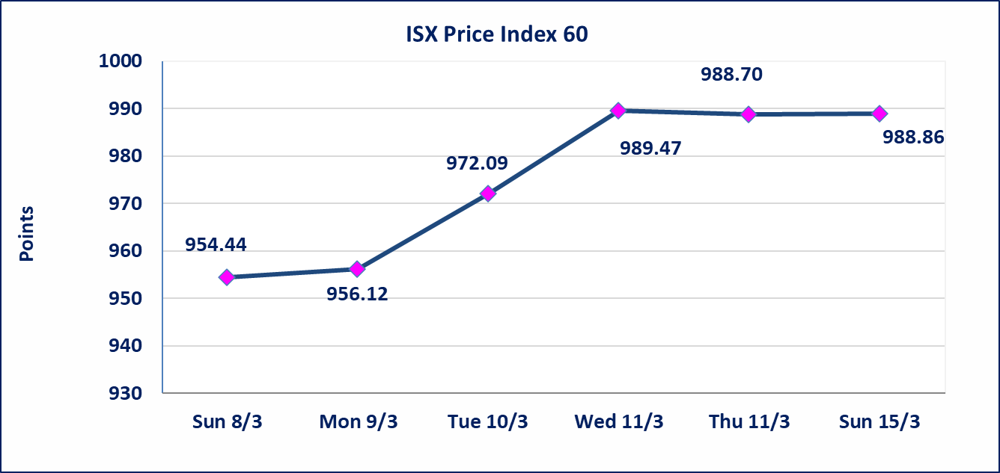 ISX Price Index 60
Points
1000
990
980
970
960
950
940
930
954.44
956.12
972.09
989.47
988.70
988.86
Sun 8/3
Mon 9/3
Tue 10/3
Wed 11/3
Thu 11/3
Sun 15/3